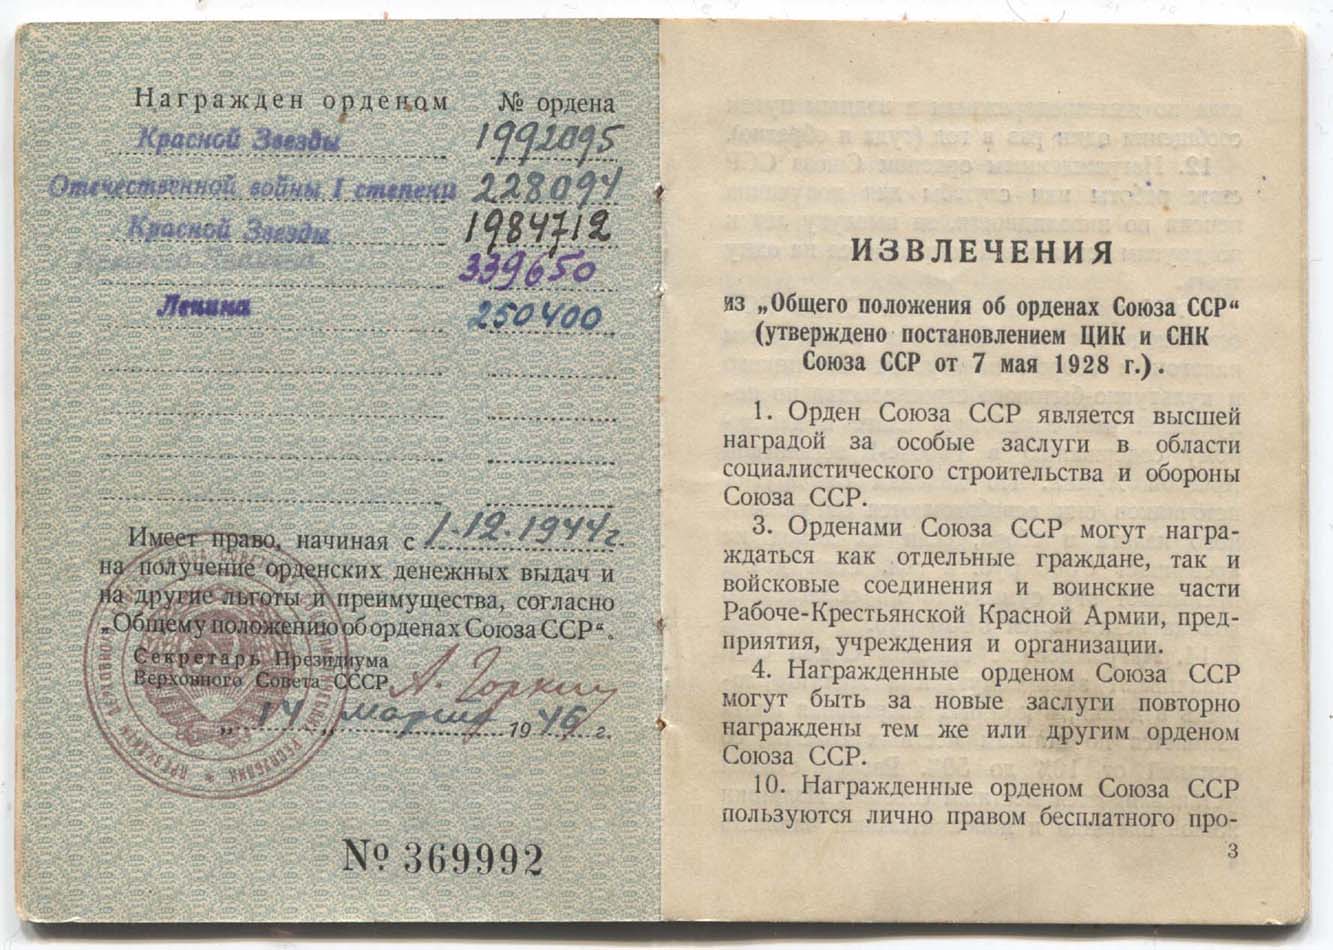 Награжден орденом № ордена
Красной Звезды 1992095
Отечественной войны I степени 228094
Красной Звезды 1984712
Красного Знамени 339650
Ленина 250400
Имеет право, начиная с 1.12.1944 г.
на получение орденских денежных выдач и
на другие льготы и преимущества, согласно
„Общему положению об орденах Союза ССР“.
Секретарь Президиума
Верховного Совета СССР А. Горкин
„14„ марта 1946 г.
№ 369992
ИЗВЛЕЧЕНИЯ
из „Общего положения об орденах Союза ССР“
(утверждено постановлением ЦИК и СНК
Союза ССР от 7 мая 1928 г.).
1. Орден Союза ССР является высшей
наградой за особые заслуги в области
социалистического строительства и обороны
Союза ССР.
3. Орденами Союза ССР могут награ-
ждаться как отдельные граждане, так и
войсковые соединения и воинские части
Рабоче-Крестьянской Красной Армии, пред-
приятия, учреждения и организации.
4. Награжденные орденом Союза ССР
могут быть за новые заслуги повторно
награждены тем же или другим орденом
Союза ССР.
10. Награжденные орденом Союза ССР
пользуются лично правом бесплатного про-
3